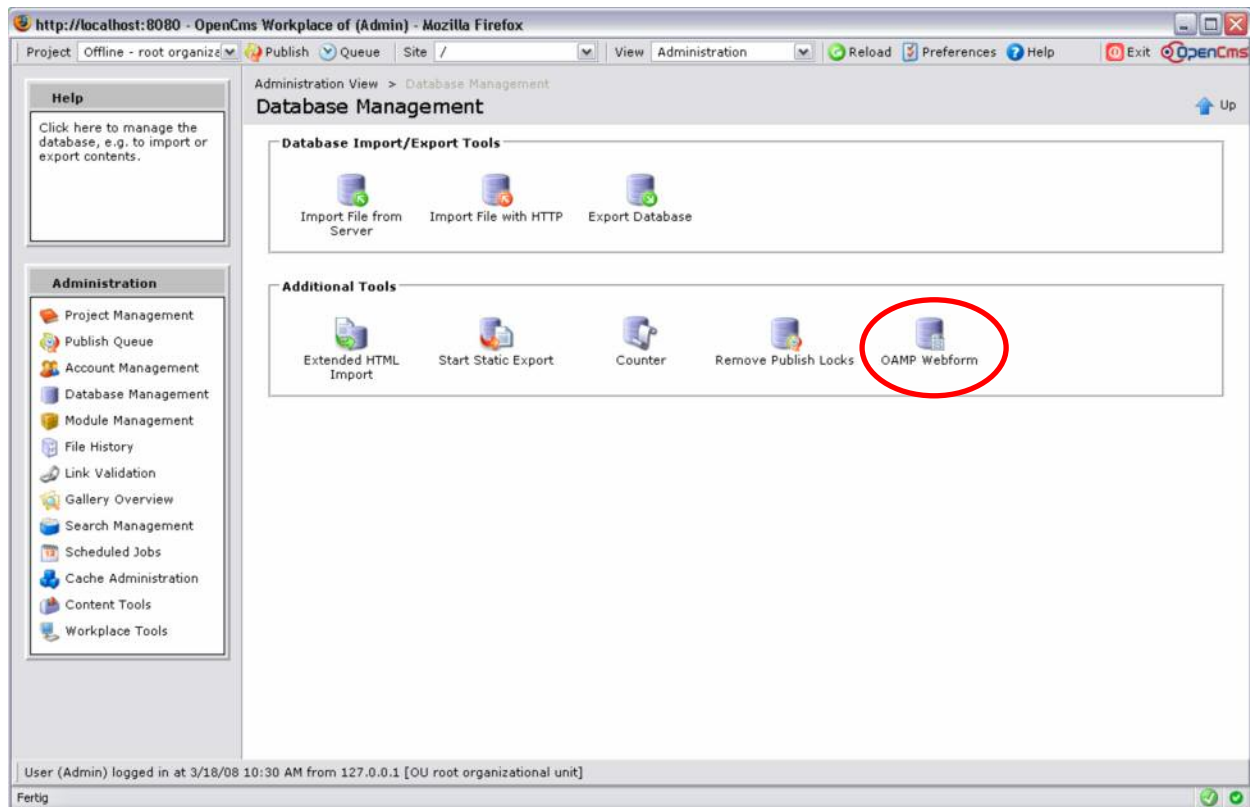 http://localhost:8080 - OpenCms Workplace of (Admin) - Mozilla Firefox
Project Offline - root organiza Publish Queue Site / View Administration Reload Preferences Help Exit OpenCms
Help
Click here to manage the
database, e.g. to import or
export contents.
Administration
Project Management
Publish Queue
Account Management
Database Management
Module Management
File History
Link Validation
Gallery Overview
Search Management
Scheduled Jobs
Cache Administration
Content Tools
Workplace Tools
Administration View > Database Management
Database Management
Up
Database Import/Export Tools
Import File from
Server
Import File with HTTP
Export Database
Additional Tools
Extended HTML
Import
Start Static Export
Counter
Remove Publish Locks
OAMP Webform
User (Admin) logged in at 3/18/08 10:30 AM from 127.0.0.1 [OU root organizational unit]
Fertig